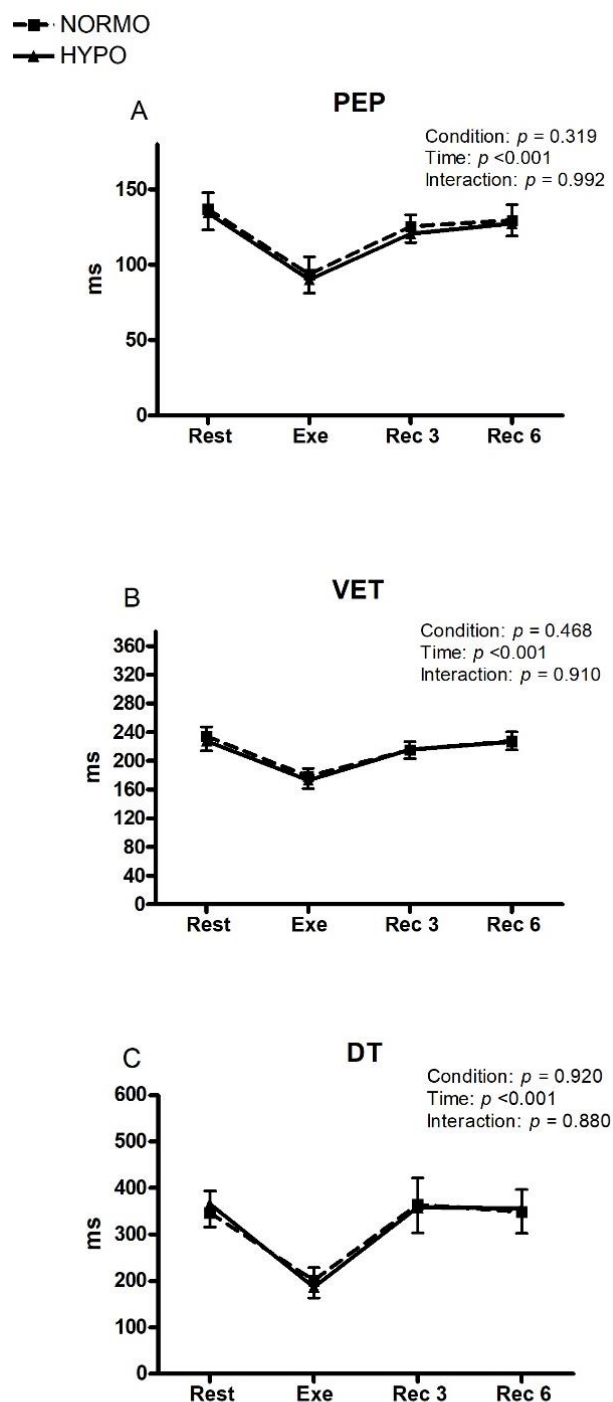 NORMO
HYPO
A
PEP
Condition: p = 0.319
Time: p <0.001
Interaction: p = 0.992
150
100
50
0
ms
Rest Exe Rec 3 Rec 6
B
VET
Condition: p = 0.468
Time: p <0.001
Interaction: p = 0.910
360
320
280
240
200
160
120
80
40
0
ms
Rest Exe Rec 3 Rec 6
C
DT
Condition: p = 0.920
Time: p <0.001
Interaction: p = 0.880
600
500
400
300
200
100
0
ms
Rest Exe Rec 3 Rec 6